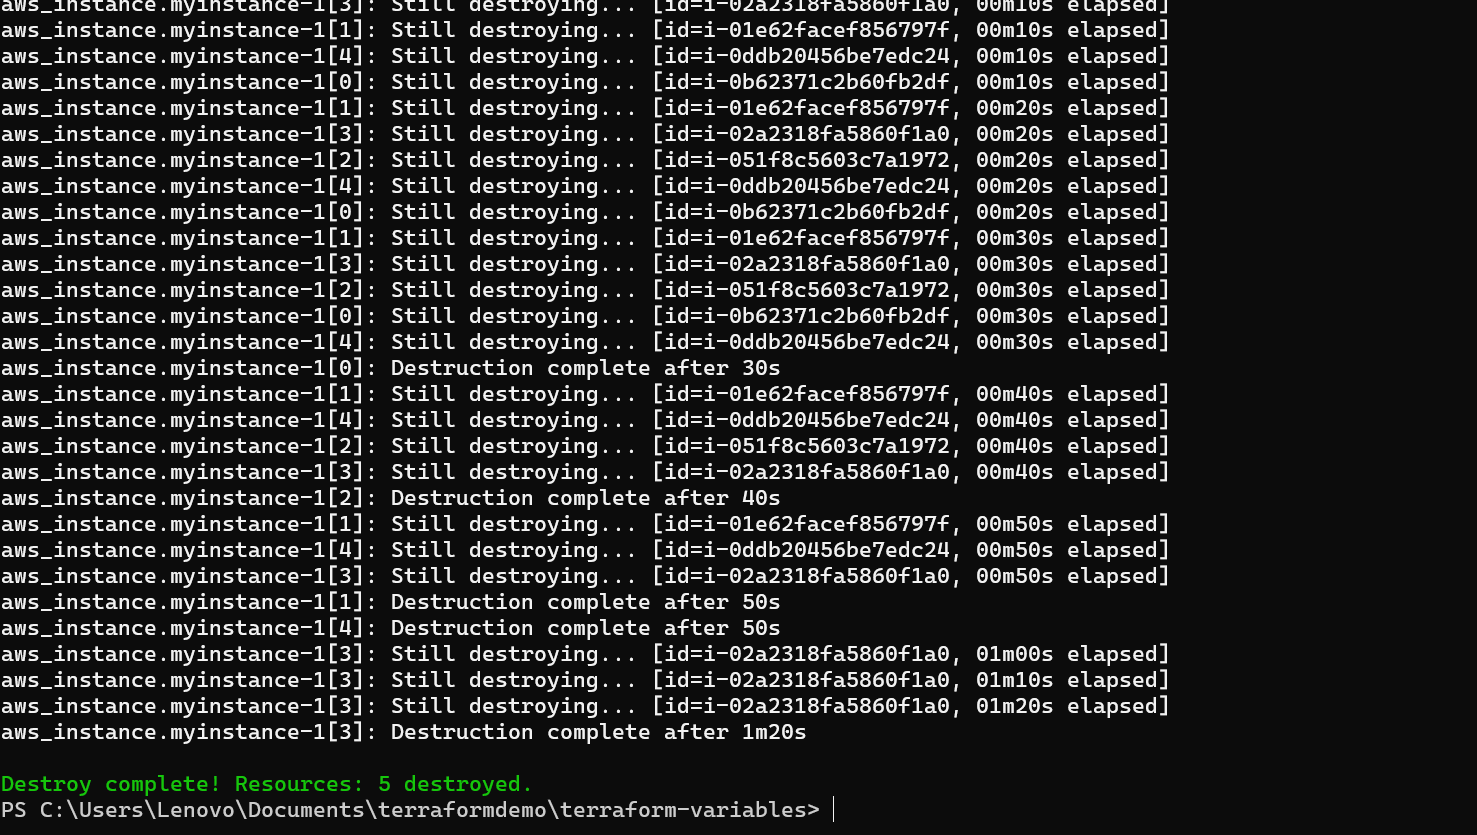 aws_instance.myinstance-1[3]: Still destroying... [id=i-02a2318fa5860f1a0, 00m10s elapsed]
aws_instance.myinstance-1[1]: Still destroying... [id=i-01e62facef856797f, 00m10s elapsed]
aws_instance.myinstance-1[4]: Still destroying... [id=i-0ddb20456be7edc24, 00m10s elapsed]
aws_instance.myinstance-1[0]: Still destroying... [id=i-0b62371c2b60fb2df, 00m10s elapsed]
aws_instance.myinstance-1[1]: Still destroying... [id=i-01e62facef856797f, 00m20s elapsed]
aws_instance.myinstance-1[3]: Still destroying... [id=i-02a2318fa5860f1a0, 00m20s elapsed]
aws_instance.myinstance-1[2]: Still destroying... [id=i-051f8c5603c7a1972, 00m20s elapsed]
aws_instance.myinstance-1[4]: Still destroying... [id=i-0ddb20456be7edc24, 00m20s elapsed]
aws_instance.myinstance-1[0]: Still destroying... [id=i-0b62371c2b60fb2df, 00m20s elapsed]
aws_instance.myinstance-1[1]: Still destroying... [id=i-01e62facef856797f, 00m30s elapsed]
aws_instance.myinstance-1[3]: Still destroying... [id=i-02a2318fa5860f1a0, 00m30s elapsed]
aws_instance.myinstance-1[2]: Still destroying... [id=i-051f8c5603c7a1972, 00m30s elapsed]
aws_instance.myinstance-1[0]: Still destroying... [id=i-0b62371c2b60fb2df, 00m30s elapsed]
aws_instance.myinstance-1[4]: Still destroying... [id=i-0ddb20456be7edc24, 00m30s elapsed]
aws_instance.myinstance-1[0]: Destruction complete after 30s
aws_instance.myinstance-1[1]: Still destroying... [id=i-01e62facef856797f, 00m40s elapsed]
aws_instance.myinstance-1[4]: Still destroying... [id=i-0ddb20456be7edc24, 00m40s elapsed]
aws_instance.myinstance-1[2]: Still destroying... [id=i-051f8c5603c7a1972, 00m40s elapsed]
aws_instance.myinstance-1[3]: Still destroying... [id=i-02a2318fa5860f1a0, 00m40s elapsed]
aws_instance.myinstance-1[2]: Destruction complete after 40s
aws_instance.myinstance-1[1]: Still destroying... [id=i-01e62facef856797f, 00m50s elapsed]
aws_instance.myinstance-1[4]: Still destroying... [id=i-0ddb20456be7edc24, 00m50s elapsed]
aws_instance.myinstance-1[3]: Still destroying... [id=i-02a2318fa5860f1a0, 00m50s elapsed]
aws_instance.myinstance-1[1]: Destruction complete after 50s
aws_instance.myinstance-1[4]: Destruction complete after 50s
aws_instance.myinstance-1[3]: Still destroying... [id=i-02a2318fa5860f1a0, 01m00s elapsed]
aws_instance.myinstance-1[3]: Still destroying... [id=i-02a2318fa5860f1a0, 01m10s elapsed]
aws_instance.myinstance-1[3]: Still destroying... [id=i-02a2318fa5860f1a0, 01m20s elapsed]
aws_instance.myinstance-1[3]: Destruction complete after 1m20s
Destroy complete! Resources: 5 destroyed.
PS C:\Users\Lenovo\Documents\terraformdemo\terraform-variables>